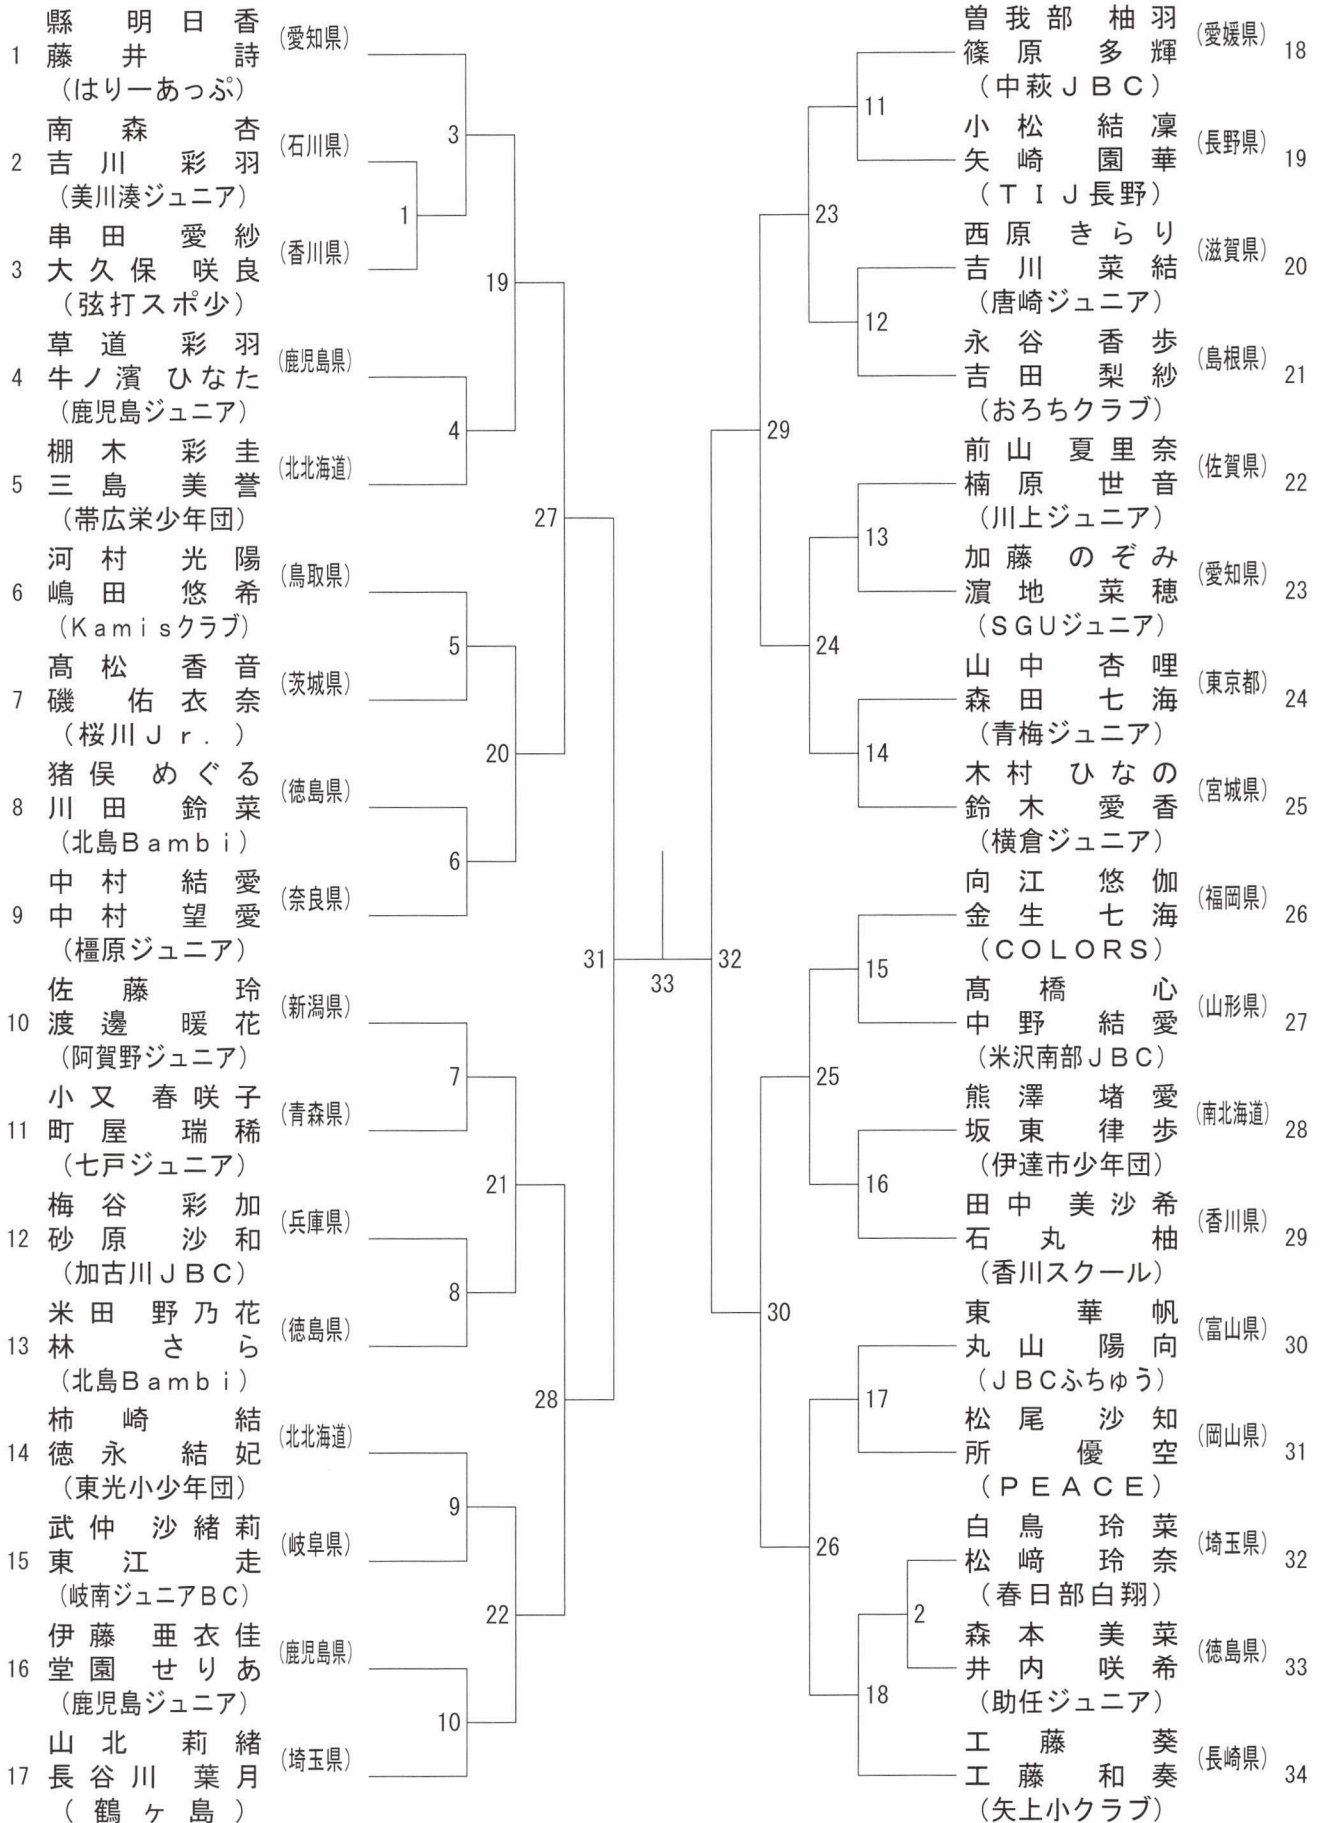 縣 明日香
(愛知県)
1 藤井 詩
(はりーあっぷ)
南森 杏
(石川県)
2 吉川 彩羽
(美川湊ジュニア)
串田 愛紗
(香川県)
3 大久保 咲良
(弦打スポ少)
草道 彩羽
(鹿児島県)
4 牛ノ濱 ひなた
(鹿児島ジュニア)
棚木 彩圭
(北北海道)
5 三島 美誉
(帯広栄少年団)
河村 光陽
(鳥取県)
6 嶋田 悠希
(Kamisクラブ)
髙松 香音
(茨城県)
7 磯 佑衣奈
(桜川Jr.)
猪俣 めぐる
(徳島県)
8 川田 鈴菜
(北島Bambi)
中村 結愛
(奈良県)
9 中村 望愛
(橿原ジュニア)
佐藤 玲
(新潟県)
10 渡邊 暖花
(阿賀野ジュニア)
小又 春咲子
(青森県)
11 町屋 瑞稀
(七戸ジュニア)
梅谷 彩加
(兵庫県)
12 砂原 沙和
(加古川JBC)
米田 野乃花
(徳島県)
13 林 さら
(北島Bambi)
柿崎 結
(北北海道)
14 徳永 結妃
(東光小少年団)
武仲 沙緒莉
(岐阜県)
15 東江 走
(岐南ジュニアBC)
伊藤 亜衣佳
(鹿児島県)
16 堂園 せりあ
(鹿児島ジュニア)
山北 莉緒
(埼玉県)
17 長谷川 葉月
(鶴ヶ島)
3
1
19
4
27
5
20
6
31
33
32
7
21
8
28
9
22
10
11
23
12
29
13
24
14
15
25
16
30
17
26
2
18
曽我部 柚羽
(愛媛県)
篠原 多輝 18
(中萩JBC)
小松 結凜
(長野県)
矢崎 園華 19
(TIJ長野)
西原 きらり
(滋賀県)
吉川 菜結 20
(唐崎ジュニア)
永谷 香歩
(島根県)
吉田 梨紗 21
(おろちクラブ)
前山 夏里奈
(佐賀県)
楠原 世音 22
(川上ジュニア)
加藤 のぞみ
(愛知県)
濵地 菜穂 23
(SGUジュニア)
山中 杏哩
(東京都)
森田 七海 24
(青梅ジュニア)
木村 ひなの
(宮城県)
鈴木 愛香 25
(横倉ジュニア)
向江 悠伽
(福岡県)
金生 七海 26
(COLORS)
髙橋 心
(山形県)
中野 結愛 27
(米沢南部JBC)
熊澤 堵愛
(南北海道)
坂東 律歩 28
(伊達市少年団)
田中 美沙希
(香川県)
石丸 柚 29
(香川スクール)
東 華帆
(富山県)
丸山 陽向 30
(JBCふちゅう)
松尾 沙知
(岡山県)
所 優空 31
(PEACE)
白鳥 玲菜
(埼玉県)
松﨑 玲奈 32
(春日部白翔)
森本 美菜
(徳島県)
井内 咲希 33
(助任ジュニア)
工藤 葵
(長崎県)
工藤 和奏 34
(矢上小クラブ)